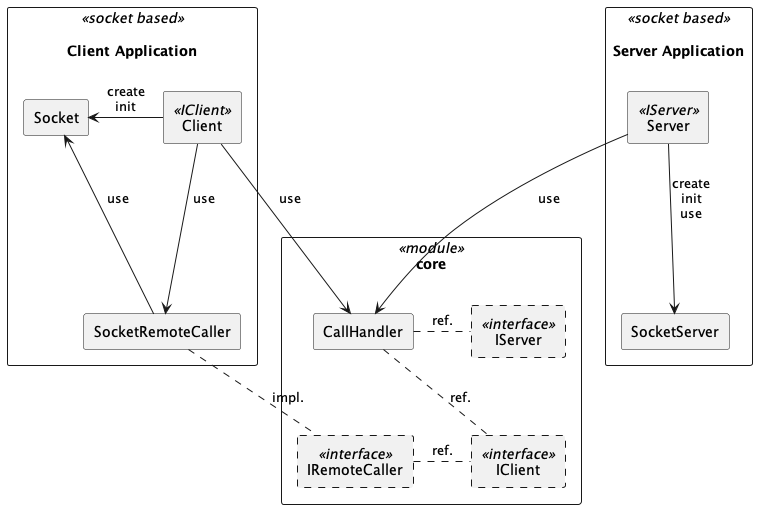 «socket based»
Client Application
«socket based»
Server Application
create
init
Socket
«IClient»
Client
«IServer»
Server
use
use
use
use
create
init
use
«module»
core
SocketRemoteCaller
CallHandler
ref.
«interface»
IServer
SocketServer
impl.
ref.
«interface»
IRemoteCaller
ref.
«interface»
IClient